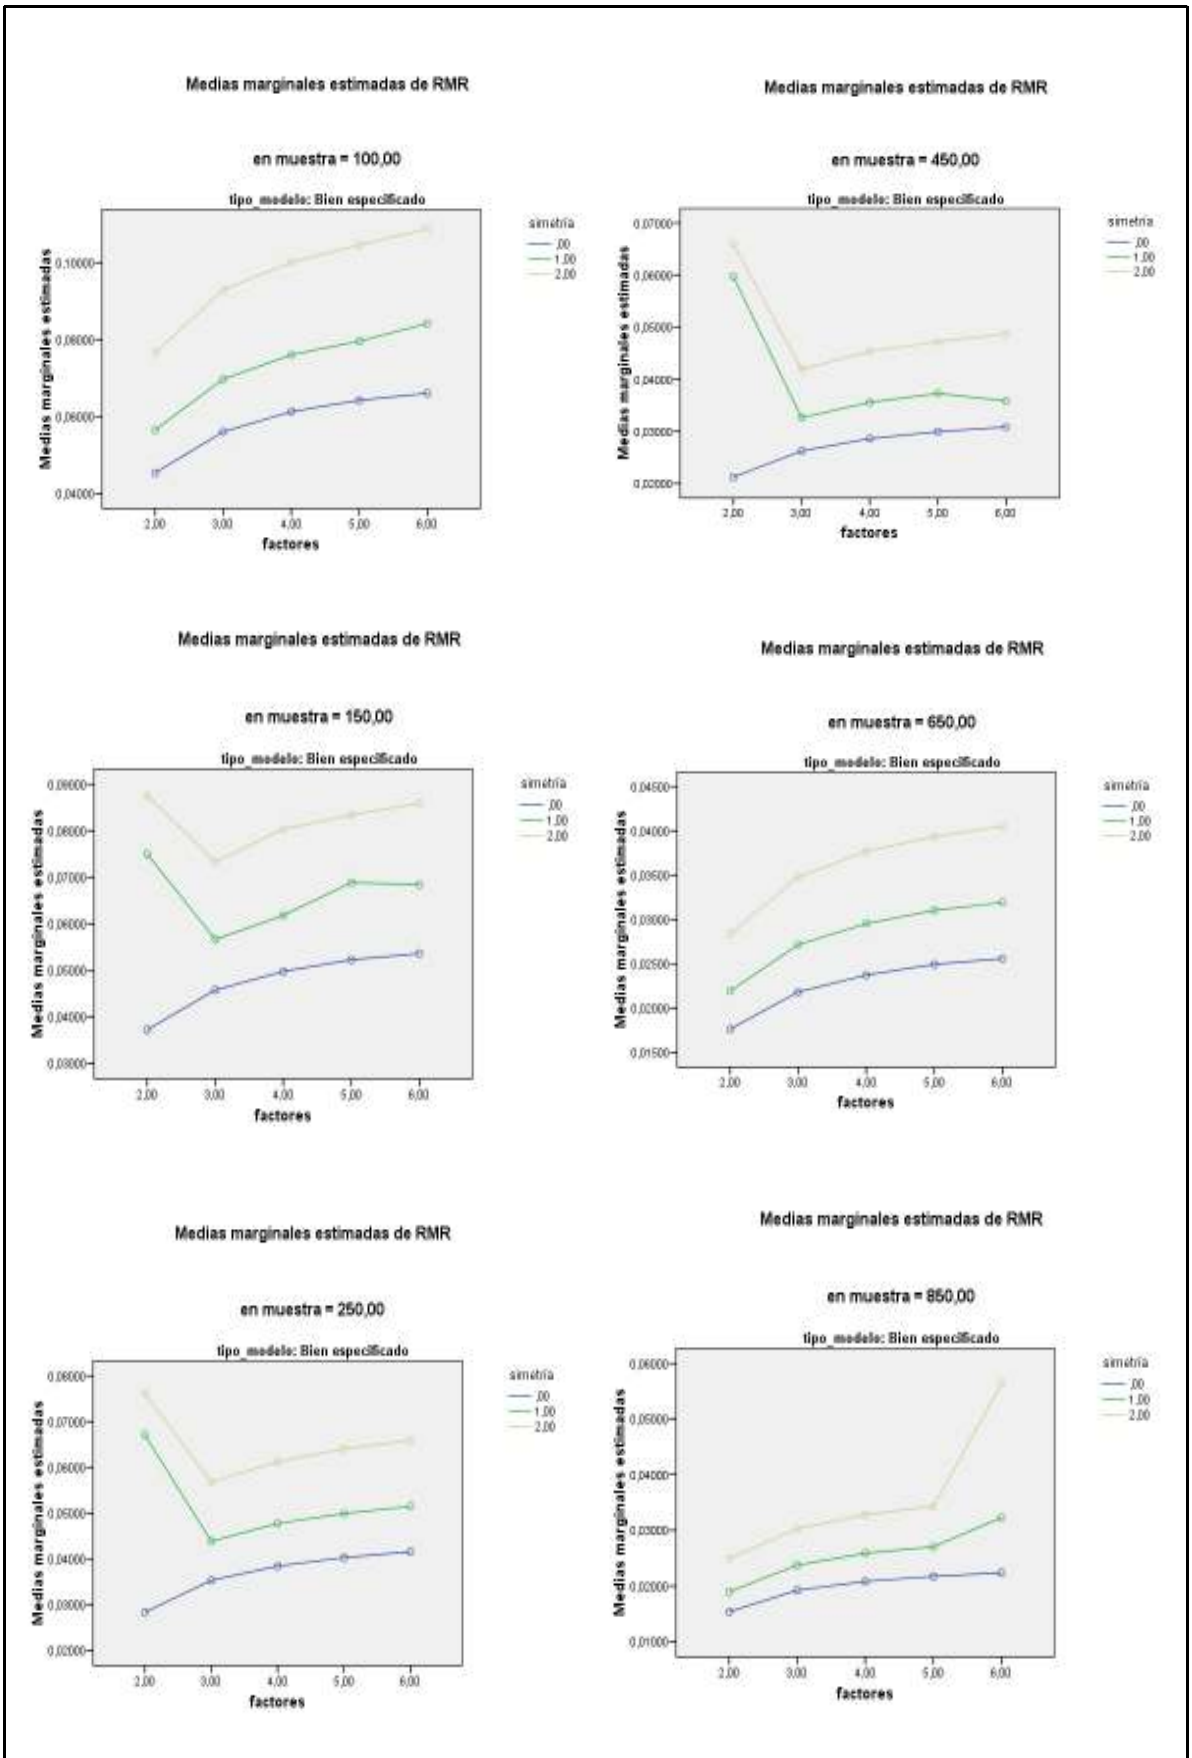 Medias marginales estimadas de RMR
en muestra = 100,00
tipo_modelo: Bien especificado
simetría
,00
1,00
2,00
Medias marginales estimadas
0,10000
0,08000
0,06000
0,04000
2,00 3,00 4,00 5,00 6,00
factores
Medias marginales estimadas de RMR
en muestra = 450,00
tipo_modelo: Bien especificado
simetría
,00
1,00
2,00
Medias marginales estimadas
0,07000
0,06000
0,05000
0,04000
0,03000
0,02000
2,00 3,00 4,00 5,00 6,00
factores
Medias marginales estimadas de RMR
en muestra = 150,00
tipo_modelo: Bien especificado
simetría
,00
1,00
2,00
Medias marginales estimadas
0,09000
0,08000
0,07000
0,06000
0,05000
0,04000
0,03000
2,00 3,00 4,00 5,00 6,00
factores
Medias marginales estimadas de RMR
en muestra = 650,00
tipo_modelo: Bien especificado
simetría
,00
1,00
2,00
Medias marginales estimadas
0,04500
0,04000
0,03500
0,03000
0,02500
0,02000
0,01500
2,00 3,00 4,00 5,00 6,00
factores
Medias marginales estimadas de RMR
en muestra = 250,00
tipo_modelo: Bien especificado
simetría
,00
1,00
2,00
Medias marginales estimadas
0,08000
0,07000
0,06000
0,05000
0,04000
0,03000
0,02000
2,00 3,00 4,00 5,00 6,00
factores
Medias marginales estimadas de RMR
en muestra = 850,00
tipo_modelo: Bien especificado
simetría
,00
1,00
2,00
Medias marginales estimadas
0,06000
0,05000
0,04000
0,03000
0,02000
0,01000
2,00 3,00 4,00 5,00 6,00
factores